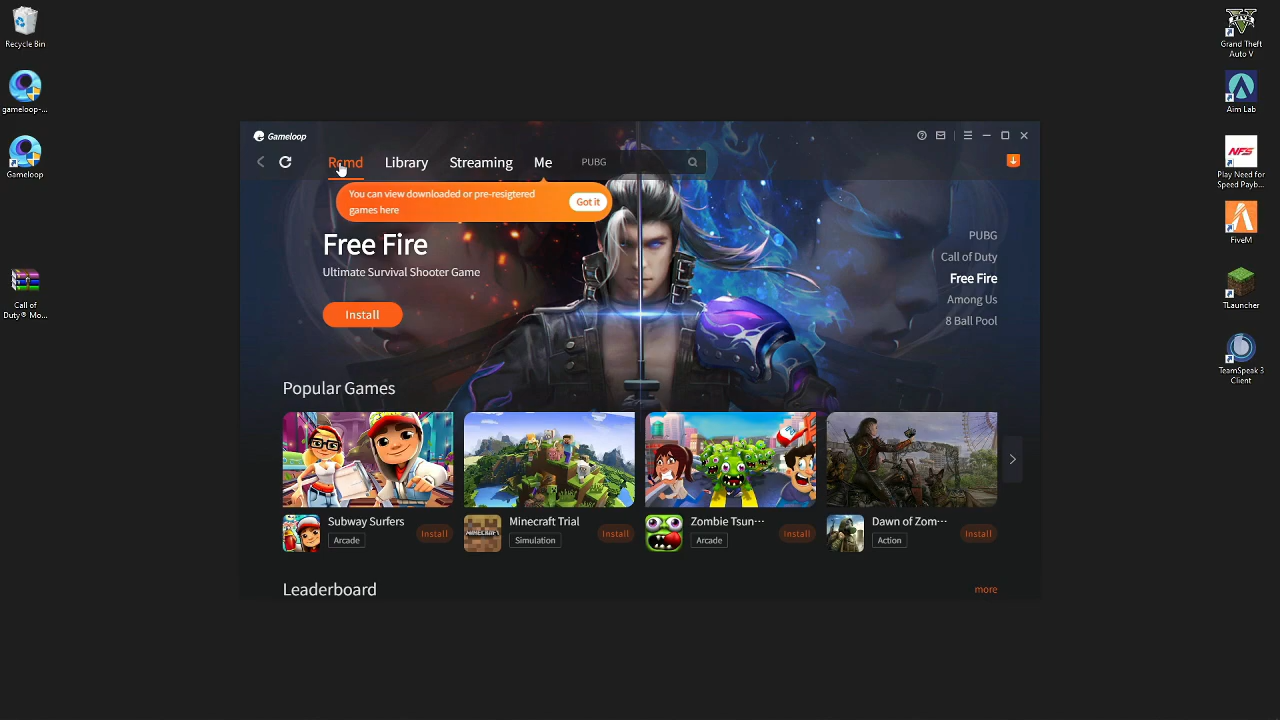 Recycle Bin
gameloop-...
Gameloop
Call of
Duty® Mo...
Gameloop
Rcmd
Library
Streaming
Me
PUBG
You can view downloaded or pre-resigtered
games here
Got it
Free Fire
Ultimate Survival Shooter Game
Install
PUBG
Call of Duty
Free Fire
Among Us
8 Ball Pool
Popular Games
Subway Surfers
Arcade
Install
Minecraft Trial
Simulation
Install
Zombie Tsun···
Arcade
Install
Dawn of Zom···
Action
Install
Leaderboard
more
Grand Theft
Auto V
Aim Lab
NFS
Play Need for
Speed Payb...
FiveM
TLauncher
TeamSpeak 3
Client